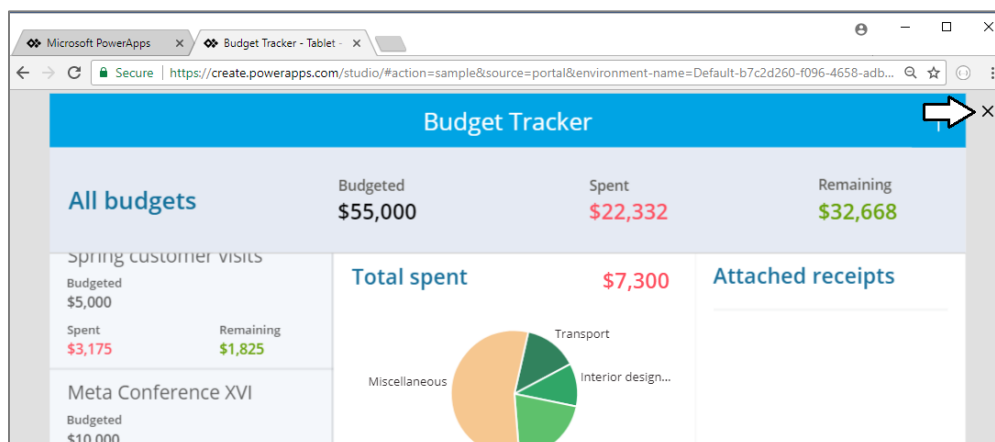 Microsoft PowerApps
Budget Tracker - Tablet -
Secure https://create.powerapps.com/studio/#action=sample&source=portal&environment-name=Default-b7c2d260-f096-4658-adb...
Budget Tracker
All budgets
Budgeted
$55,000
Spent
$22,332
Remaining
$32,668
Spring customer visits
Budgeted
$5,000
Spent
$3,175
Remaining
$1,825
Meta Conference XVI
Budgeted
$10,000
Total spent
$7,300
Transport
Interior design...
Miscellaneous
Attached receipts